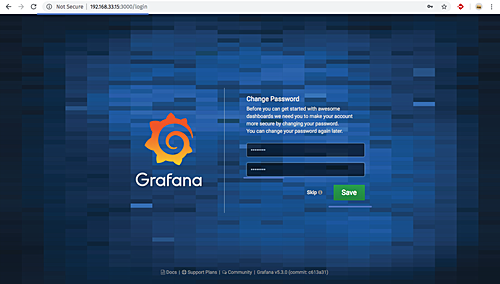 Not Secure | 192.168.33.15:3000/login
Change Password
Before you can get started with awesome
dashboards we need you to make your account
more secure by changing your password.
You can change your password again later.
••••••••
••••••••
Grafana
Skip
Save
Docs | Support Plans | Community | Grafana v5.3.0 (commit: c613a31)